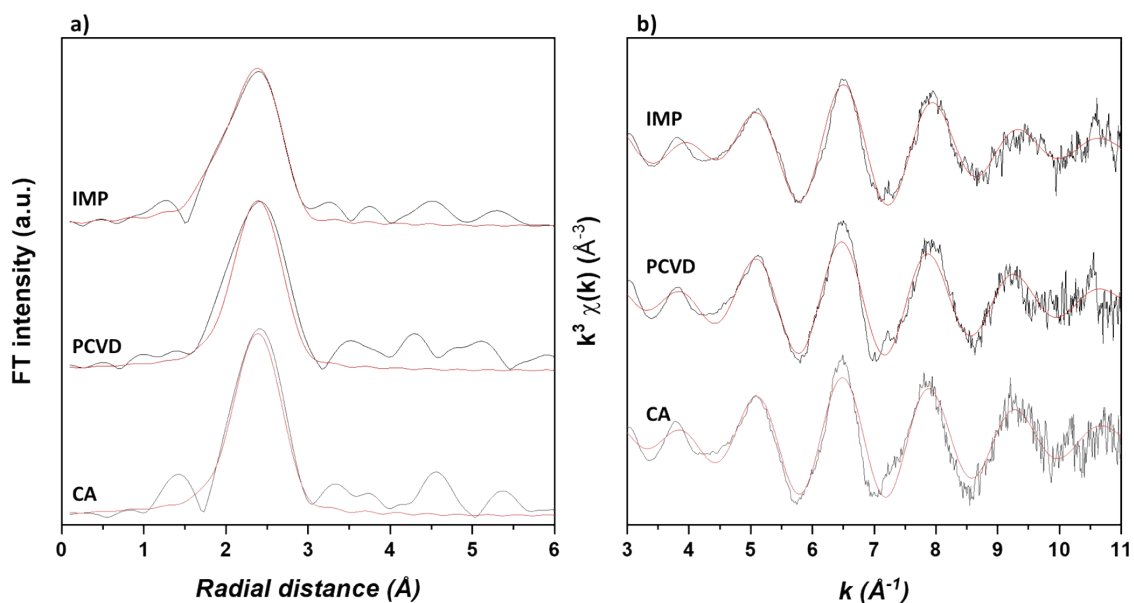 a)
IMP
PCVD
CA
FT intensity (a.u.)
0 1 2 3 4 5 6
Radial distance (Å)
b)
IMP
PCVD
CA
k³ χ(k) (Å⁻³)
3 4 5 6 7 8 9 10 11
k (Å⁻¹)